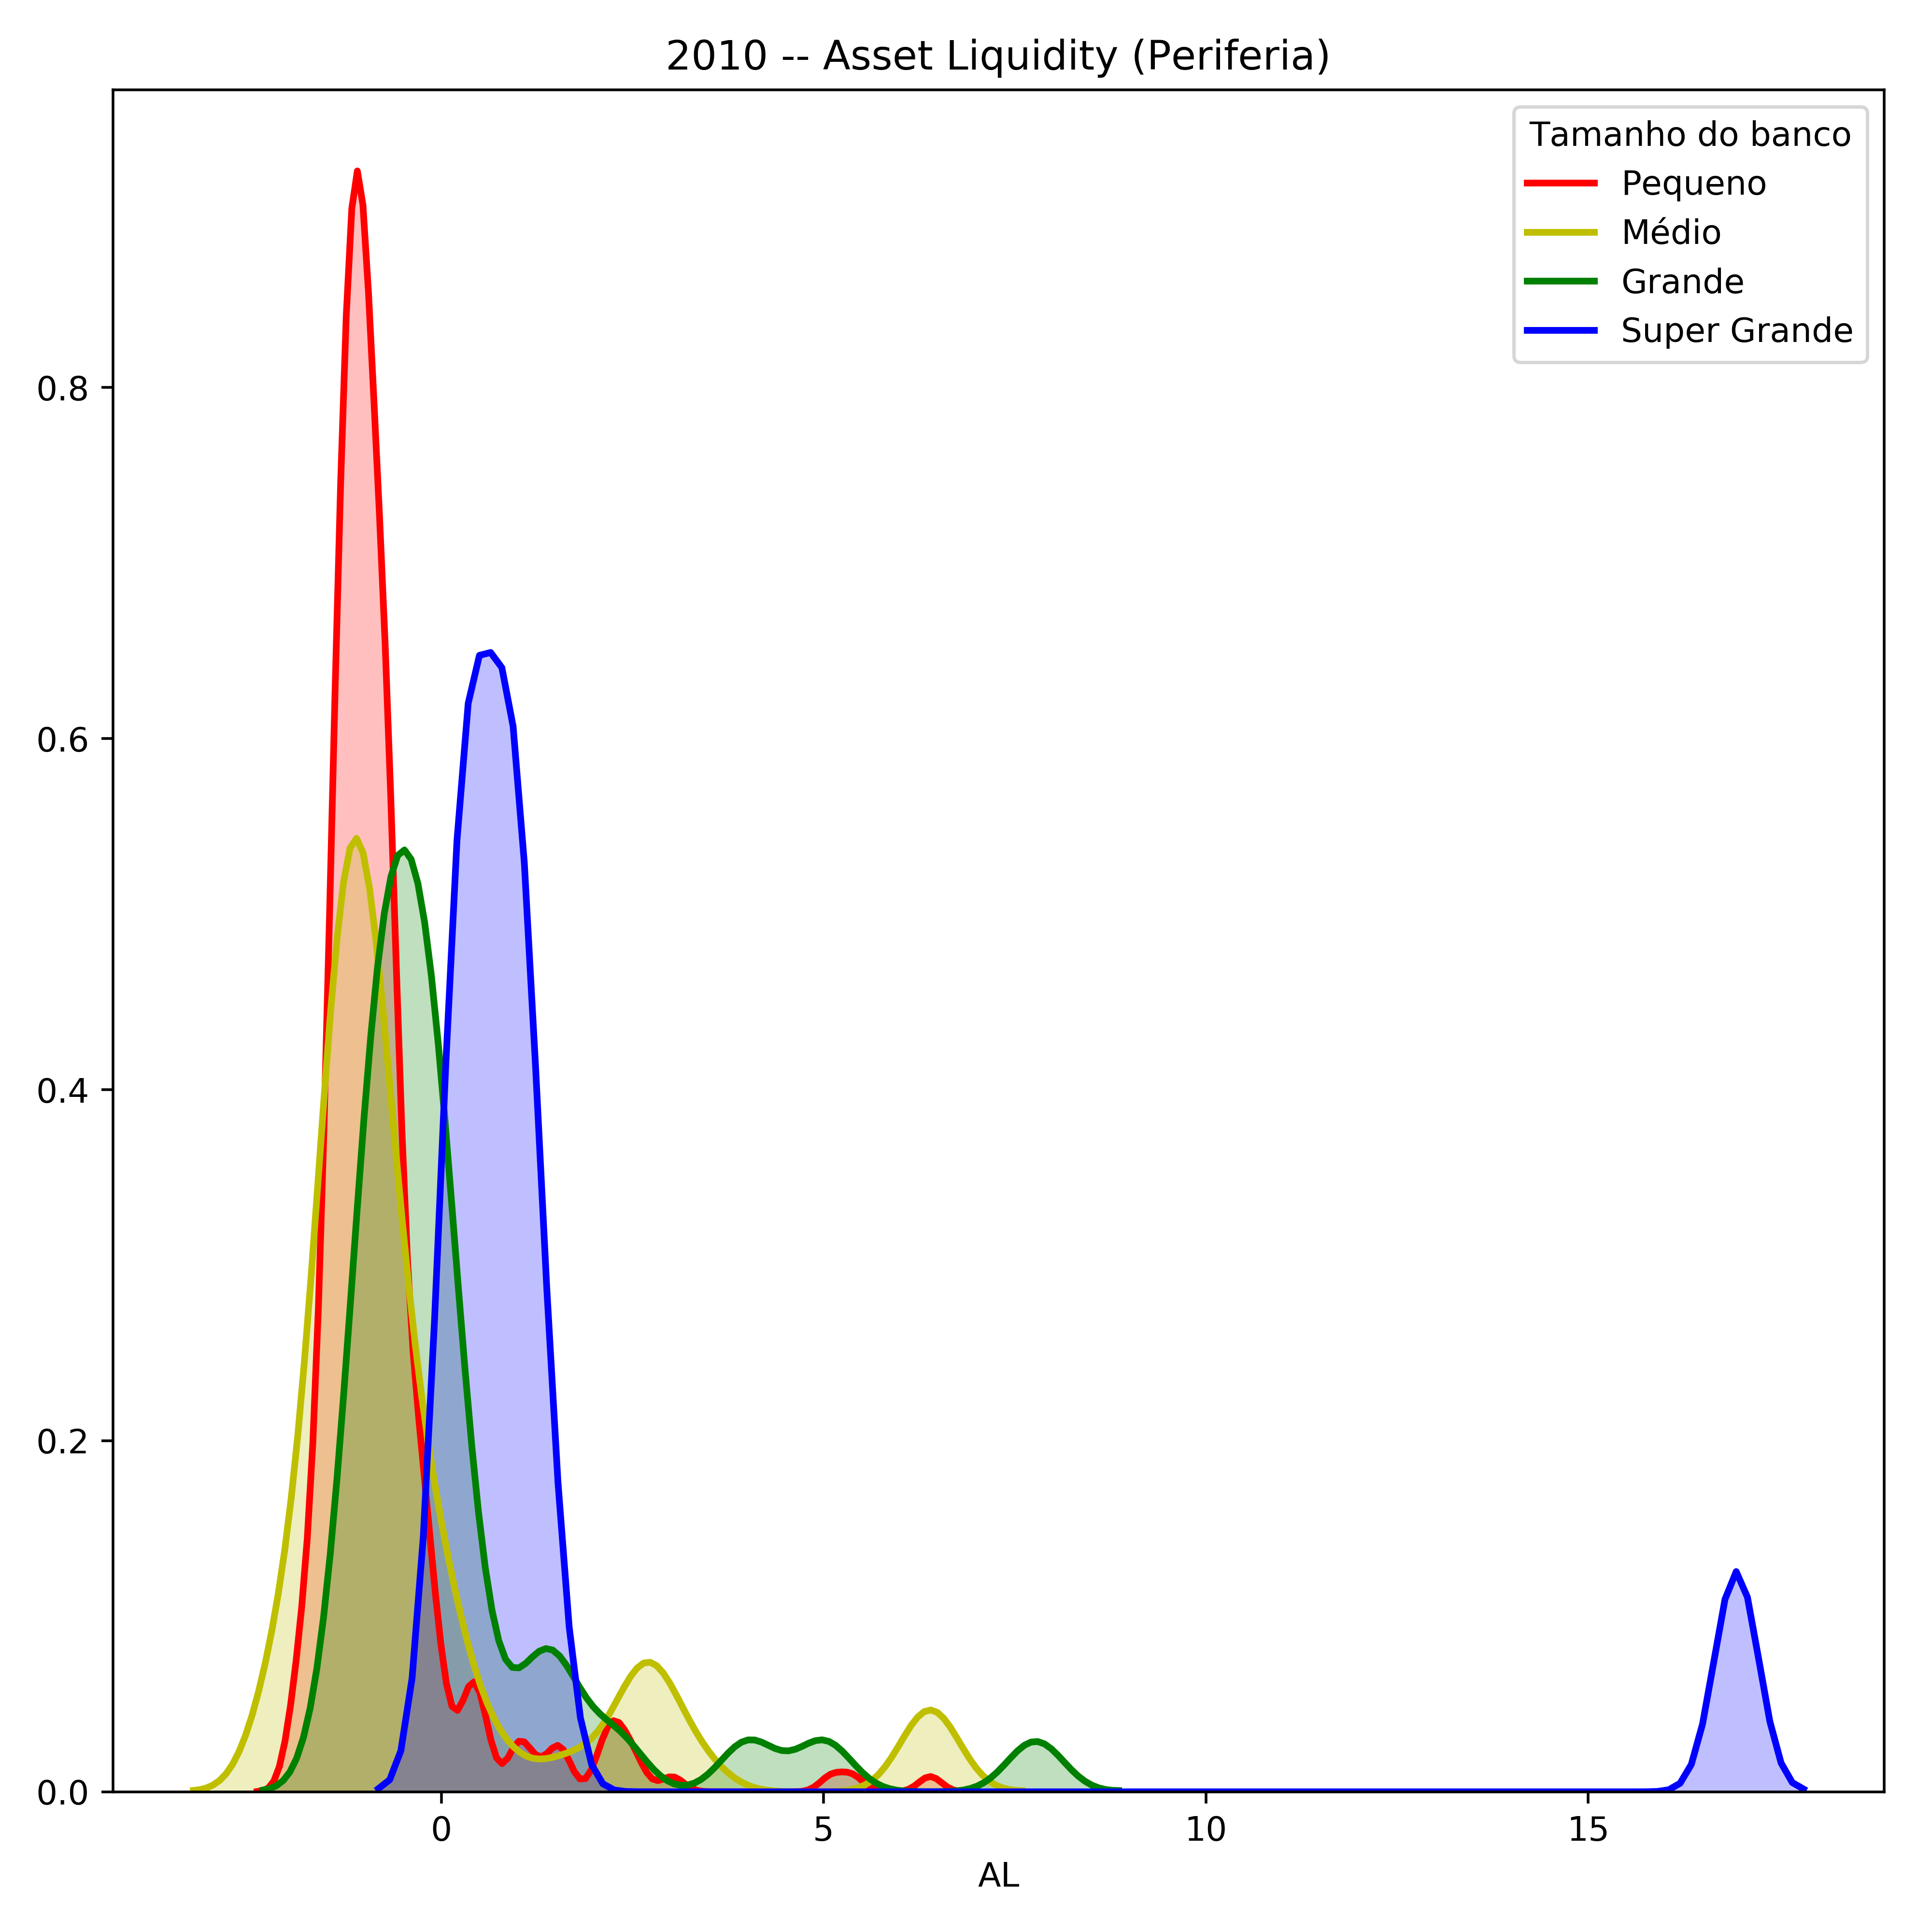 2010 -- Asset Liquidity (Periferia)
Tamanho do banco
Pequeno
Médio
Grande
Super Grande
0.8
0.6
0.4
0.2
0.0
0 5 10 15
AL